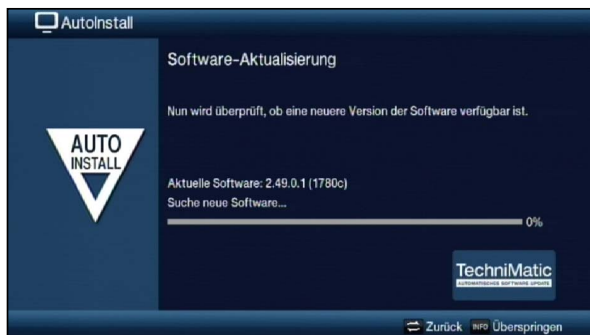 AutoInstall
Software-Aktualisierung
Nun wird überprüft, ob eine neuere Version der Software verfügbar ist.
AUTO
INSTALL
Aktuelle Software: 2.49.0.1 (1780c)
Suche neue Software...
0%
TechniMatic
AUTOMATISCHES SOFTWARE UPDATE
Zurück INFO Überspringen